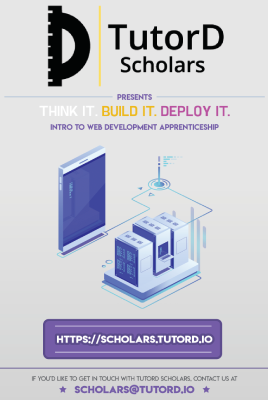 TutorD
Scholars
PRESENTS
THINK IT. BUILD IT. DEPLOY IT.
INTRO TO WEB DEVELOPMENT APPRENTICESHIP
HTTPS://SCHOLARS.TUTORD.IO
IF YOU'D LIKE TO GET IN TOUCH WITH TUTORD SCHOLARS, CONTACT US AT
SCHOLARS@TUTORD.IO